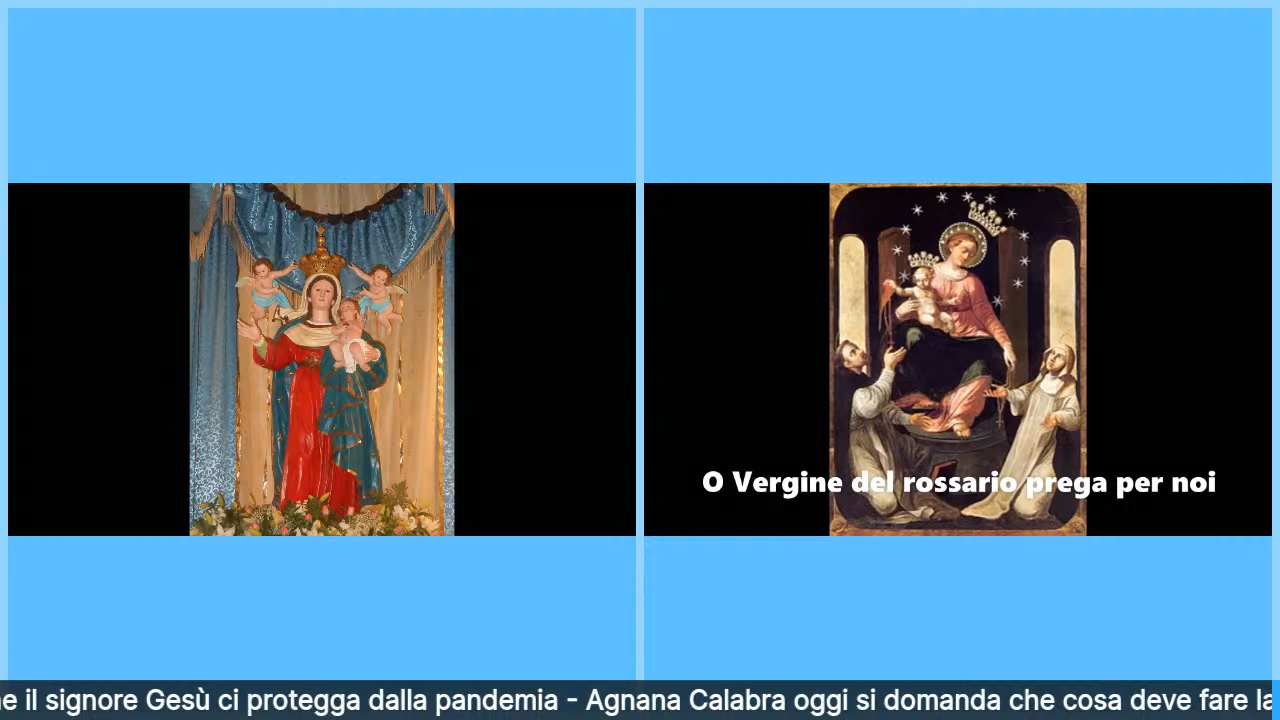 O Vergine del rossario prega per noi
e il signore Gesù ci protegga dalla pandemia - Agnana Calabra oggi si domanda che cosa deve fare la